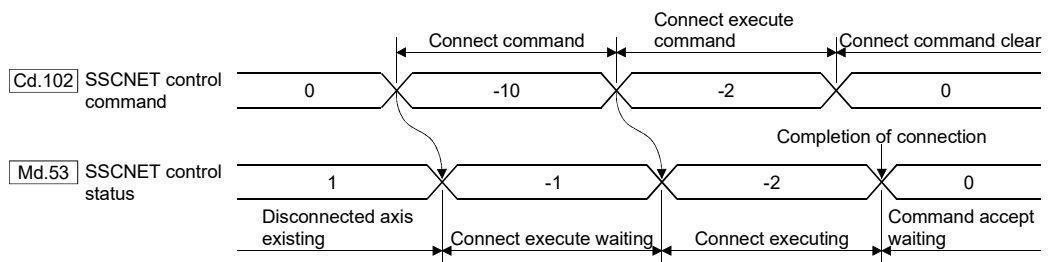 Connect command
Connect execute
command
Connect command clear
Cd.102 SSCNET control
command
0 -10 -2 0
Completion of connection
Md.53 SSCNET control
status
1 -1 -2 0
Disconnected axis
existing
Connect execute waiting
Connect executing
Command accept
waiting